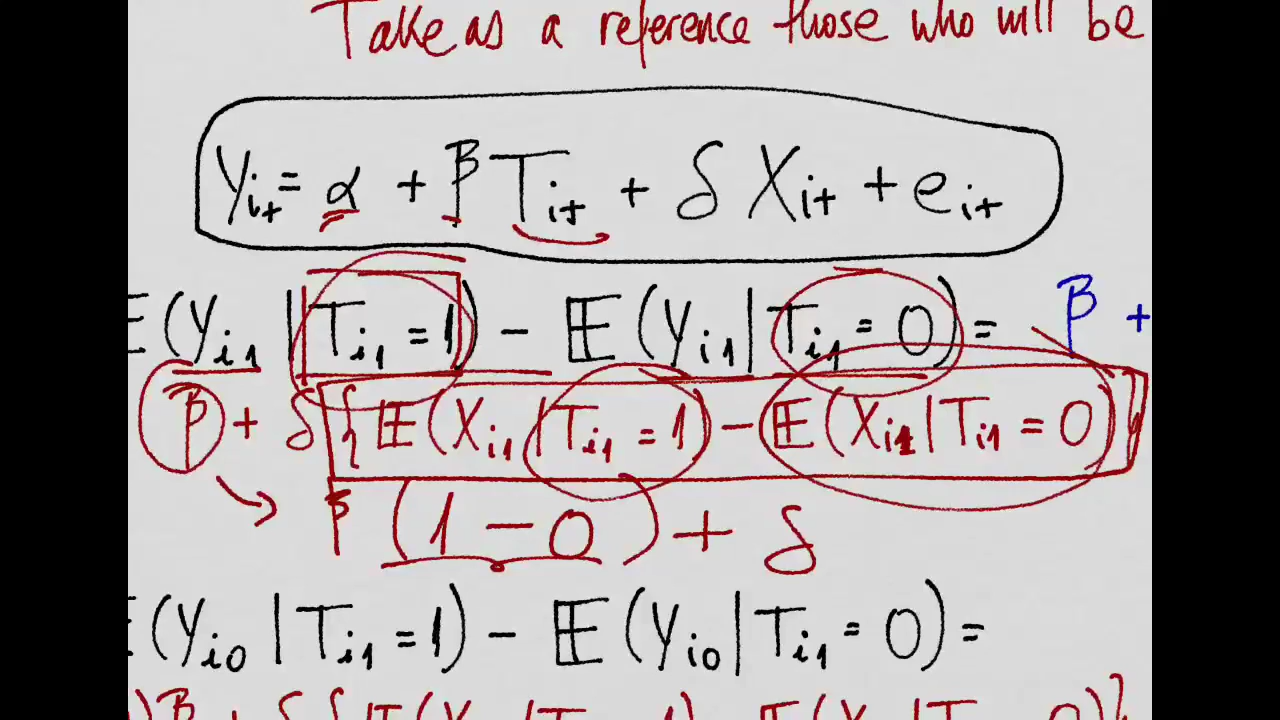 Take as a reference those who will be
Yit = α + β Tit + δ Xit + eit
E(Yi1 | Ti1 = 1) − E(Yi1 | Ti1 = 0) = β +
β + δ { E(Xi1 | Ti1 = 1) − E(Xi1 | Ti1 = 0) }
β (1 − 0) + δ
E(Yi0 | Ti1 = 1) − E(Yi0 | Ti1 = 0) =